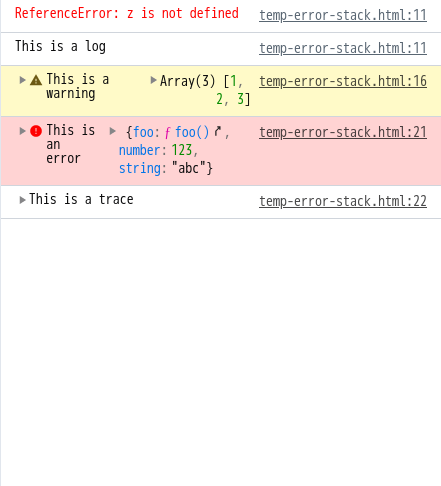 ReferenceError: z is not defined temp-error-stack.html:11
This is a log temp-error-stack.html:11
This is a warning Array(3) [1, 2, 3] temp-error-stack.html:16
This is an error {foo: ƒ foo() , number: 123, string: "abc"} temp-error-stack.html:21
This is a trace temp-error-stack.html:22